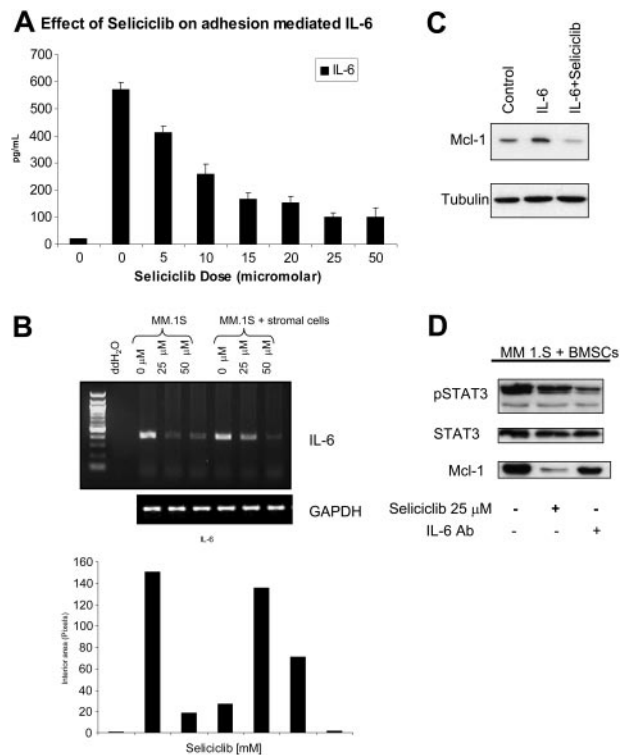 A Effect of Seliciclib on adhesion mediated IL-6
IL-6
700
600
500
400
300
200
100
0
pg/mL
0 0 5 10 15 20 25 50
Seliciclib Dose (micromolar)
B
MM.1S MM.1S + stromal cells
ddH2O 0 µM 25 µM 50 µM 0 µM 25 µM 50 µM
IL-6
GAPDH
IL-6
160
140
120
100
80
60
40
20
0
Interior area (Pixels)
Seliciclib [mM]
C
Control IL-6 IL-6+Seliciclib
Mcl-1
Tubulin
D
MM 1.S + BMSCs
pSTAT3
STAT3
Mcl-1
Seliciclib 25 µM - + -
IL-6 Ab - - +